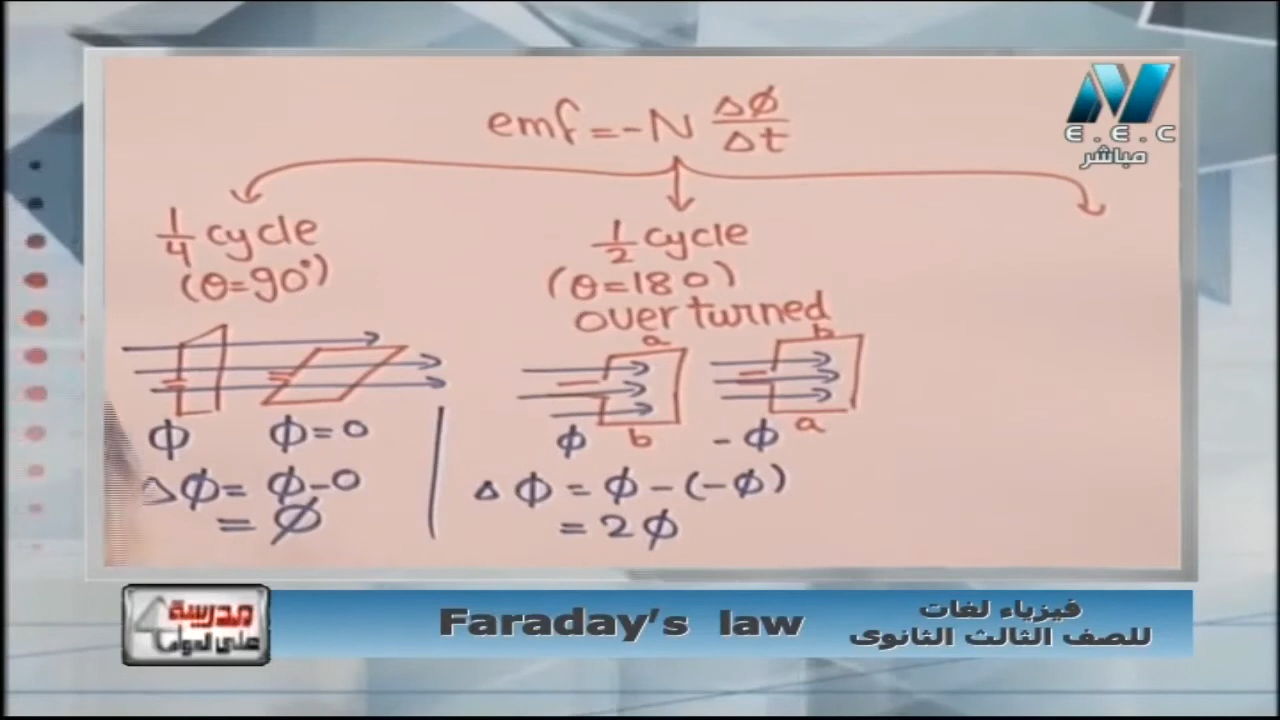 emf = -N ΔΦ/Δt
1/4 cycle
(θ=90°)
1/2 cycle
(θ=180)
over turned
a
b
b
a
Φ
Φ=0
ΔΦ= Φ-0
= Φ
Φ
-Φ
ΔΦ = Φ-(-Φ)
= 2Φ
E.E.C
مباشر
مدرسة
على الهواء
Faraday's law
فيزياء لغات
للصف الثالث الثانوى